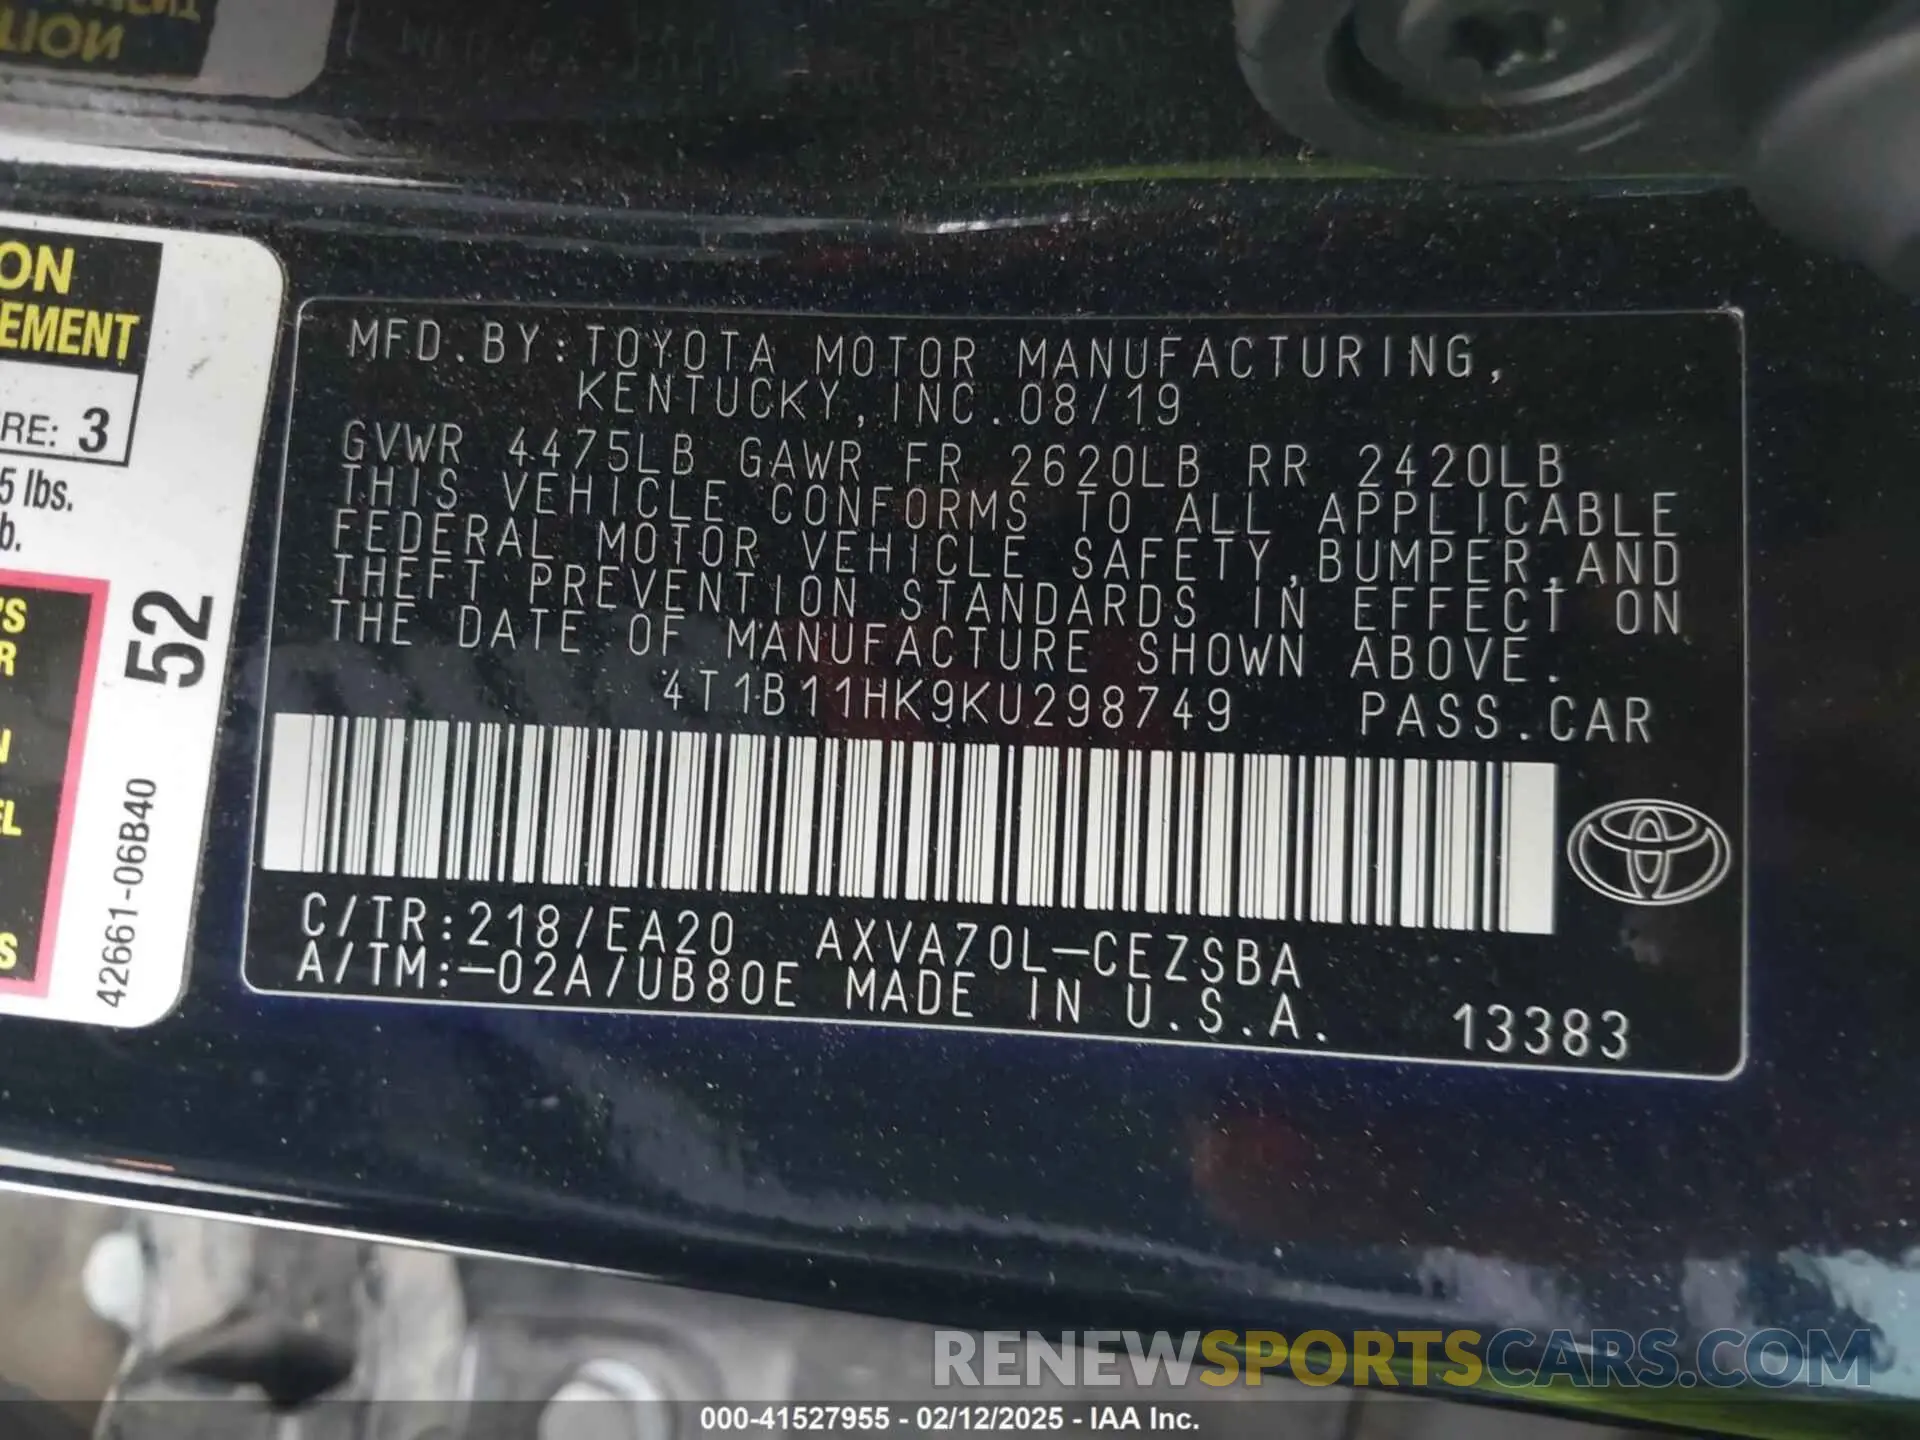 ON
EMENT
RE: 3
5 lbs.
b.
'S
R
N
EL
S
52
42661-06B40
MFD.BY:TOYOTA MOTOR MANUFACTURING,
KENTUCKY,INC.08/19
GVWR 4475LB GAWR FR 2620LB RR 2420LB
THIS VEHICLE CONFORMS TO ALL APPLICABLE
FEDERAL MOTOR VEHICLE SAFETY,BUMPER,AND
THEFT PREVENTION STANDARDS IN EFFECT ON
THE DATE OF MANUFACTURE SHOWN ABOVE.
4T1B11HK9KU298749 PASS.CAR
C/TR:218/EA20 AXVA70L-CEZSBA
A/TM:-02A/UB80E MADE IN U.S.A. 13383
RENEWSPORTSCARS.COM
000-41527955 - 02/12/2025 - IAA Inc.